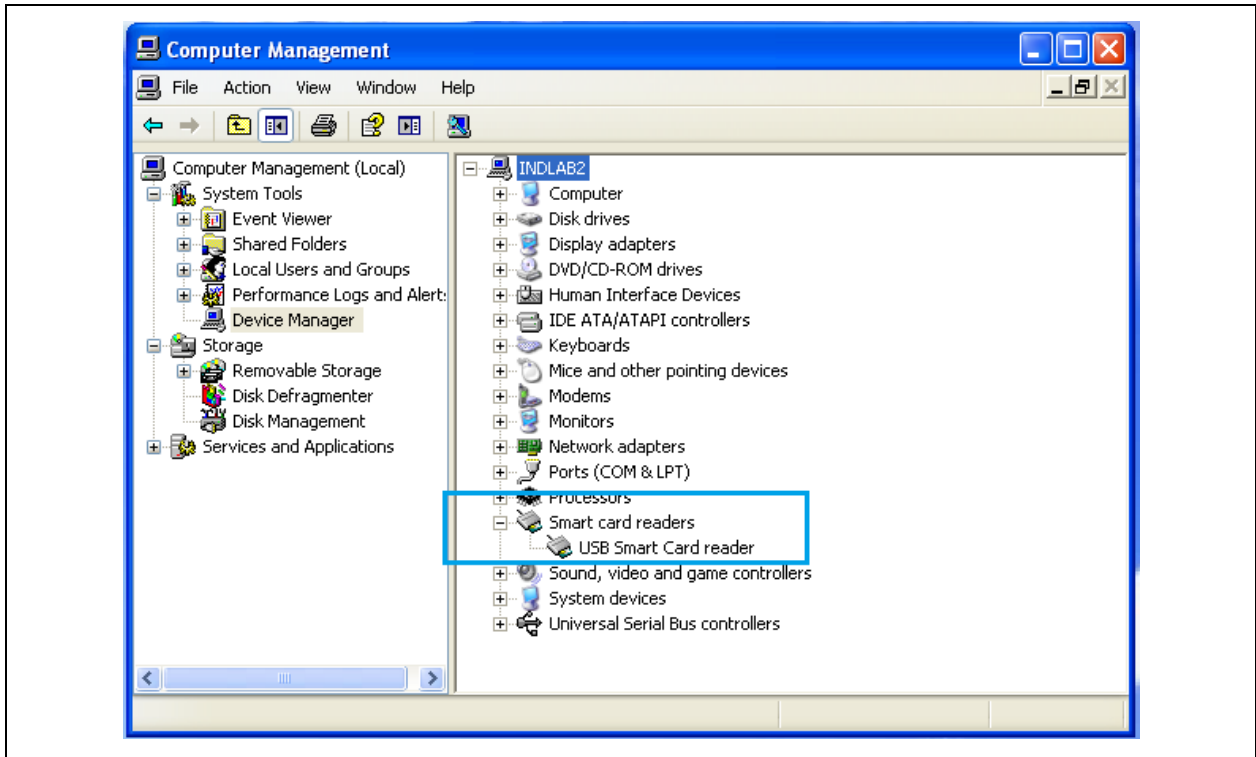 Computer Management
File Action View Window Help
Computer Management (Local)
System Tools
Event Viewer
Shared Folders
Local Users and Groups
Performance Logs and Alert:
Device Manager
Storage
Removable Storage
Disk Defragmenter
Disk Management
Services and Applications
INDLAB2
Computer
Disk drives
Display adapters
DVD/CD-ROM drives
Human Interface Devices
IDE ATA/ATAPI controllers
Keyboards
Mice and other pointing devices
Modems
Monitors
Network adapters
Ports (COM & LPT)
Processors
Smart card readers
USB Smart Card reader
Sound, video and game controllers
System devices
Universal Serial Bus controllers